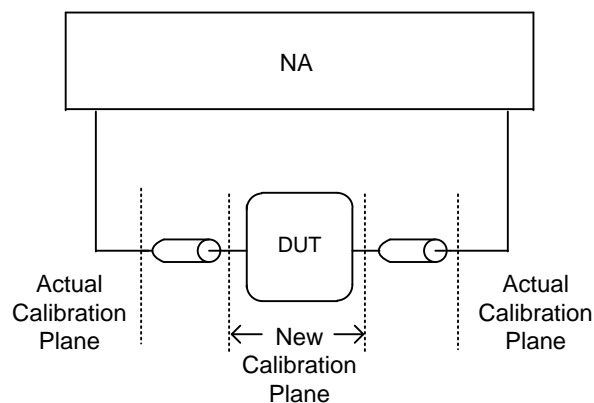 NA
DUT
Actual
Calibration
Plane
New
Calibration
Plane
Actual
Calibration
Plane